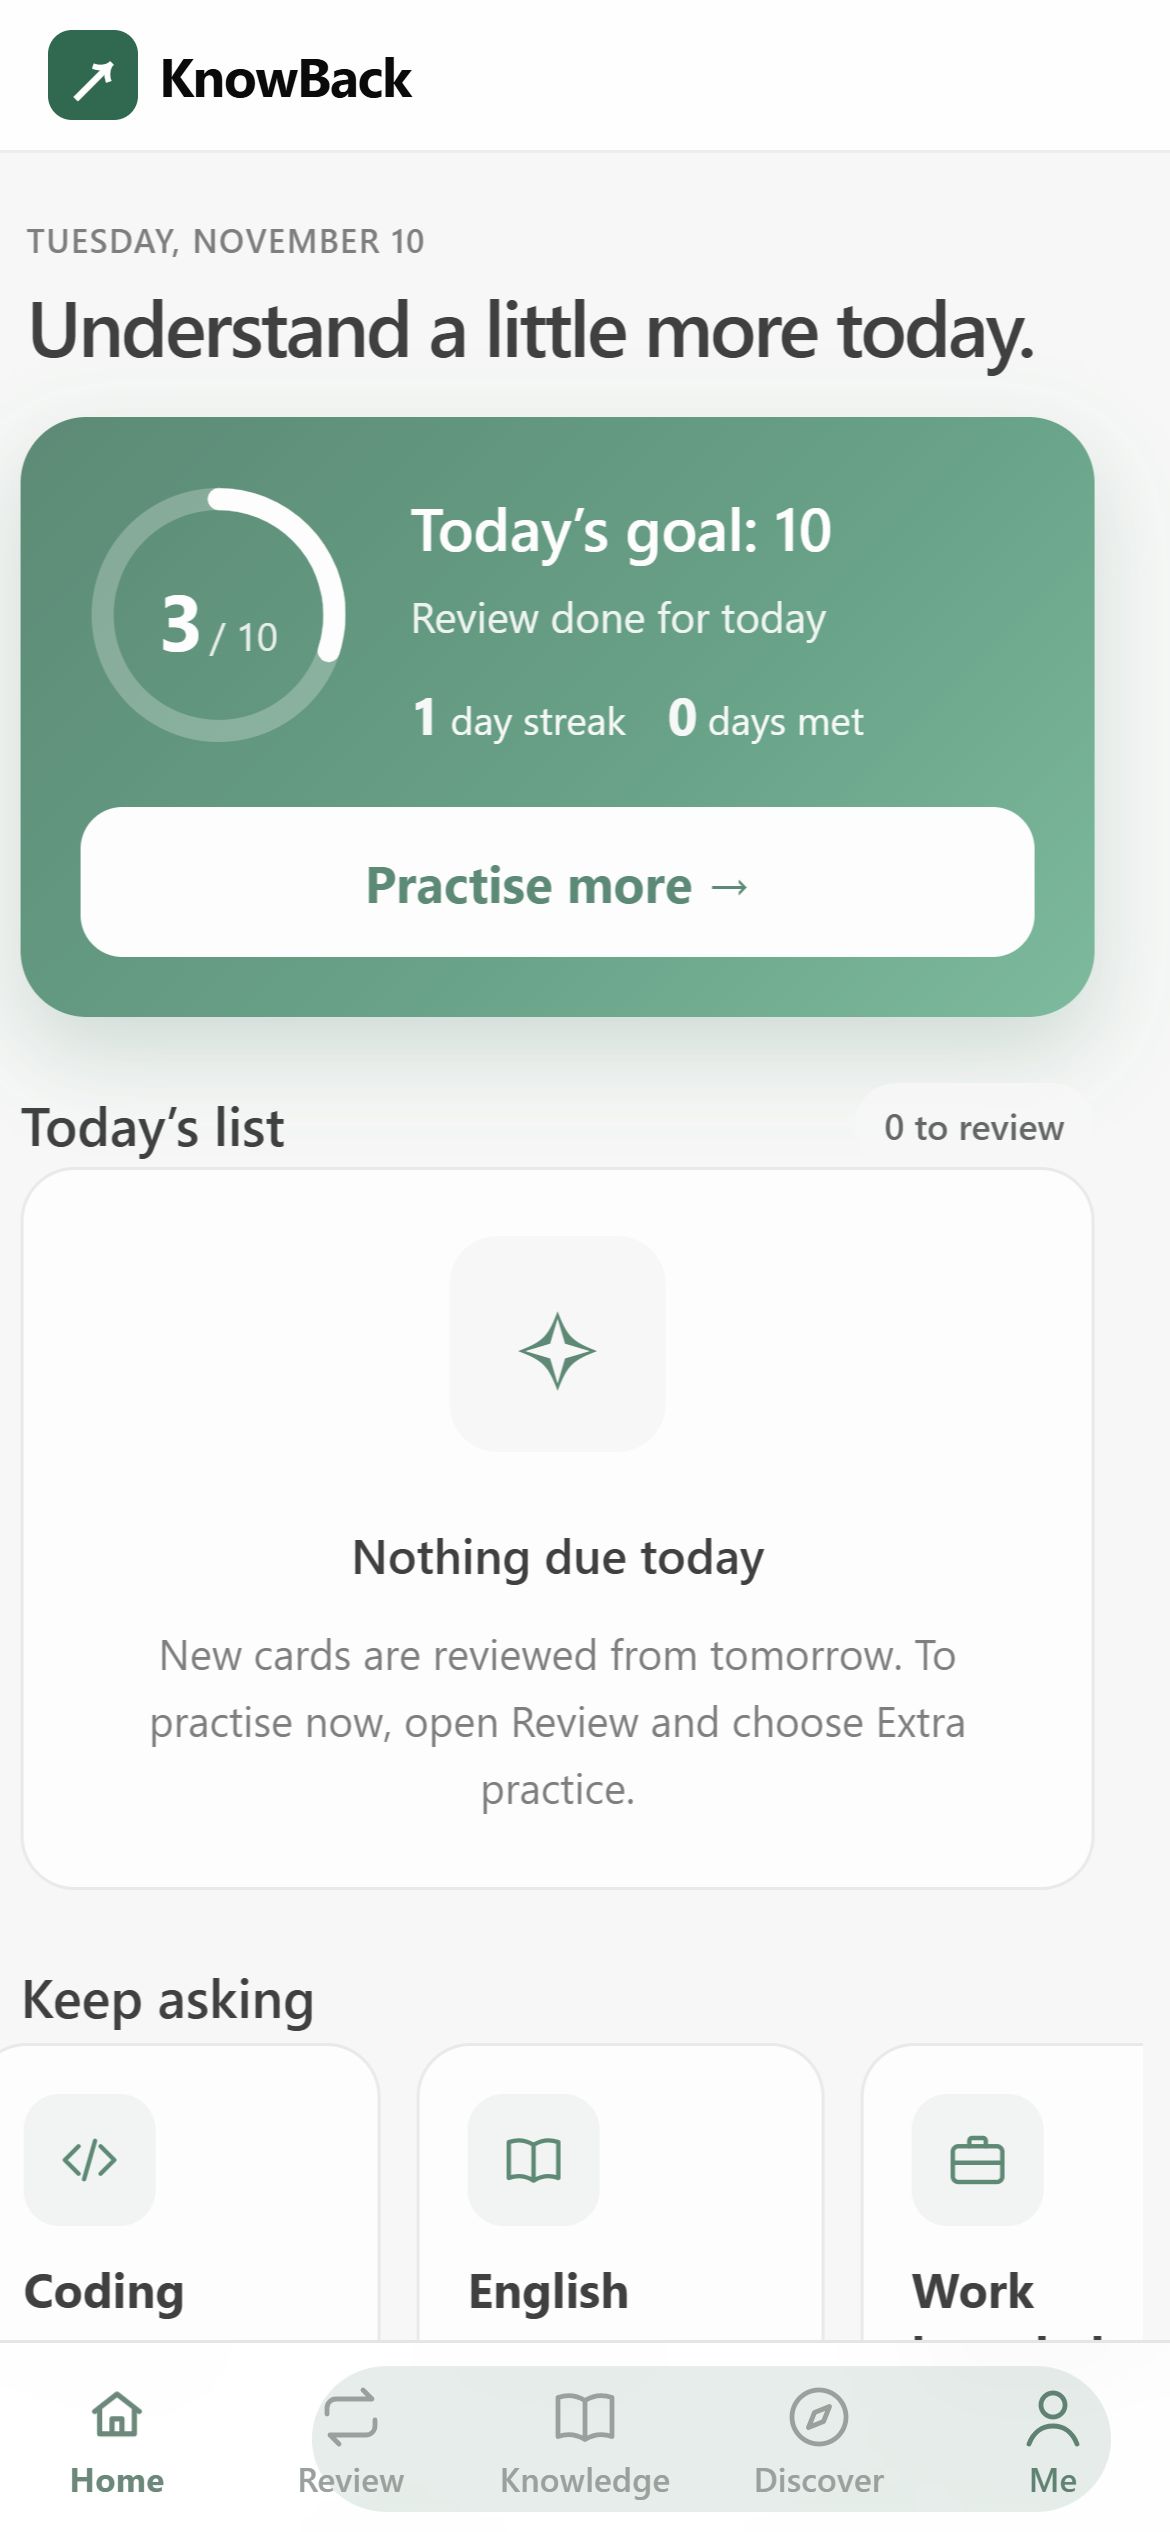 KnowBack
TUESDAY, NOVEMBER 10
Understand a little more today.
3 / 10
Today’s goal: 10
Review done for today
1 day streak 0 days met
Practise more →
Today’s list
0 to review
Nothing due today
New cards are reviewed from tomorrow. To
practise now, open Review and choose Extra
practice.
Keep asking
Coding
English
Work
Home
Review
Knowledge
Discover
Me